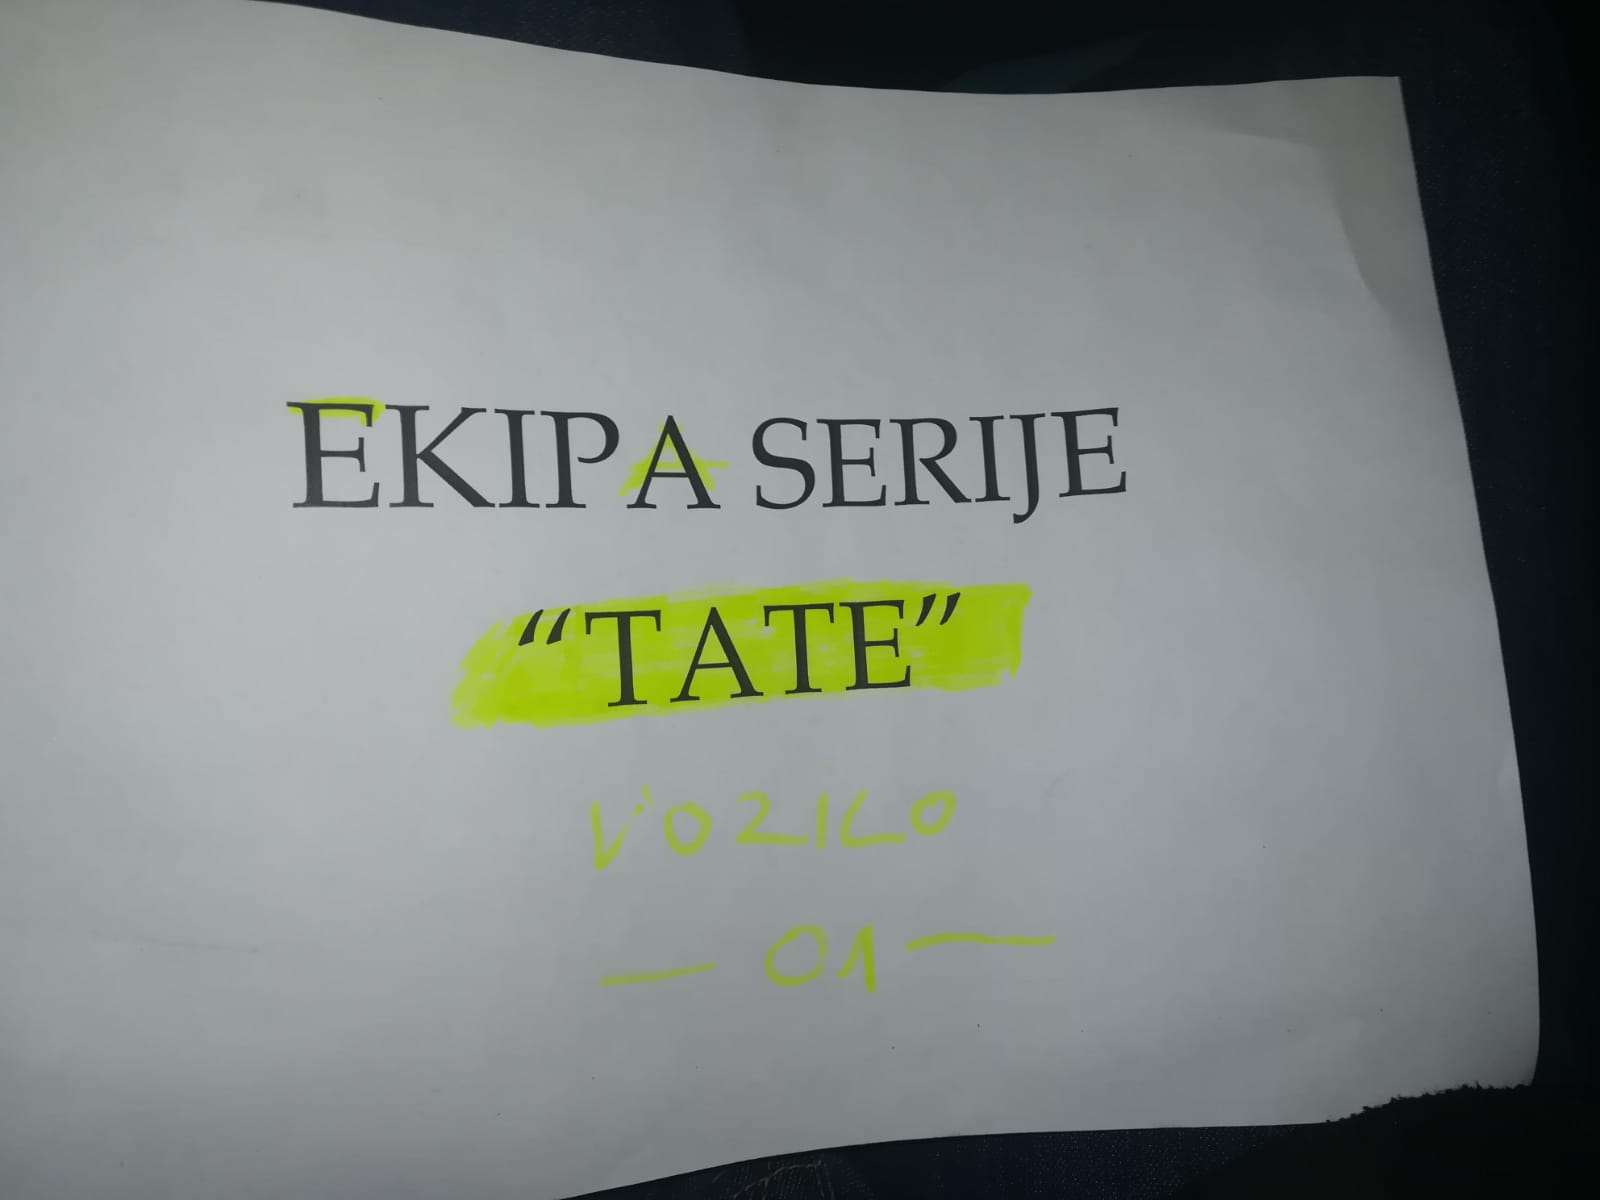 EKIPA SERIJE
“TATE”
VOZILO
— 01 —